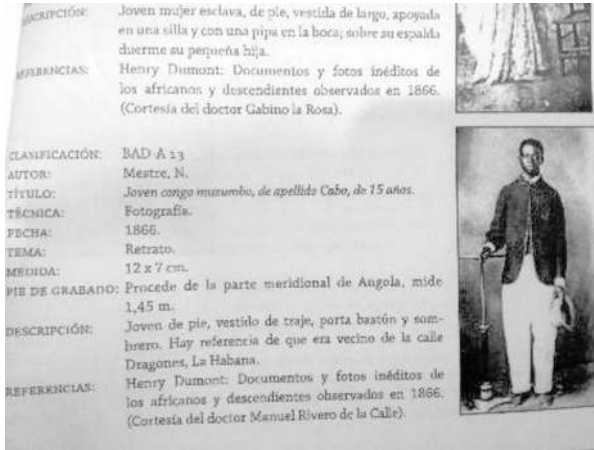 DESCRIPCIÓN: Joven mujer esclava, de pie, vestida de largo, apoyada
en una silla y con una pipa en la boca; sobre su espalda
duerme su pequeña hija.
REFERENCIAS: Henry Dumont: Documentos y fotos inéditos de
los africanos y descendientes observados en 1866.
(Cortesía del doctor Gabino la Rosa).
CLASIFICACIÓN: BAD-A 13
AUTOR: Mestre, N.
TÍTULO: Joven congo muxumbo, de apellido Cabo, de 15 años.
TÉCNICA: Fotografía.
FECHA: 1866.
TEMA: Retrato.
MEDIDA: 12 x 7 cm.
PIE DE GRABADO: Procede de la parte meridional de Angola, mide
1,45 m.
DESCRIPCIÓN: Joven de pie, vestido de traje, porta bastón y som-
brero. Hay referencia de que era vecino de la calle
Dragones, La Habana.
REFERENCIAS: Henry Dumont: Documentos y fotos inéditos de
los africanos y descendientes observados en 1866.
(Cortesía del doctor Manuel Rivero de la Calle).